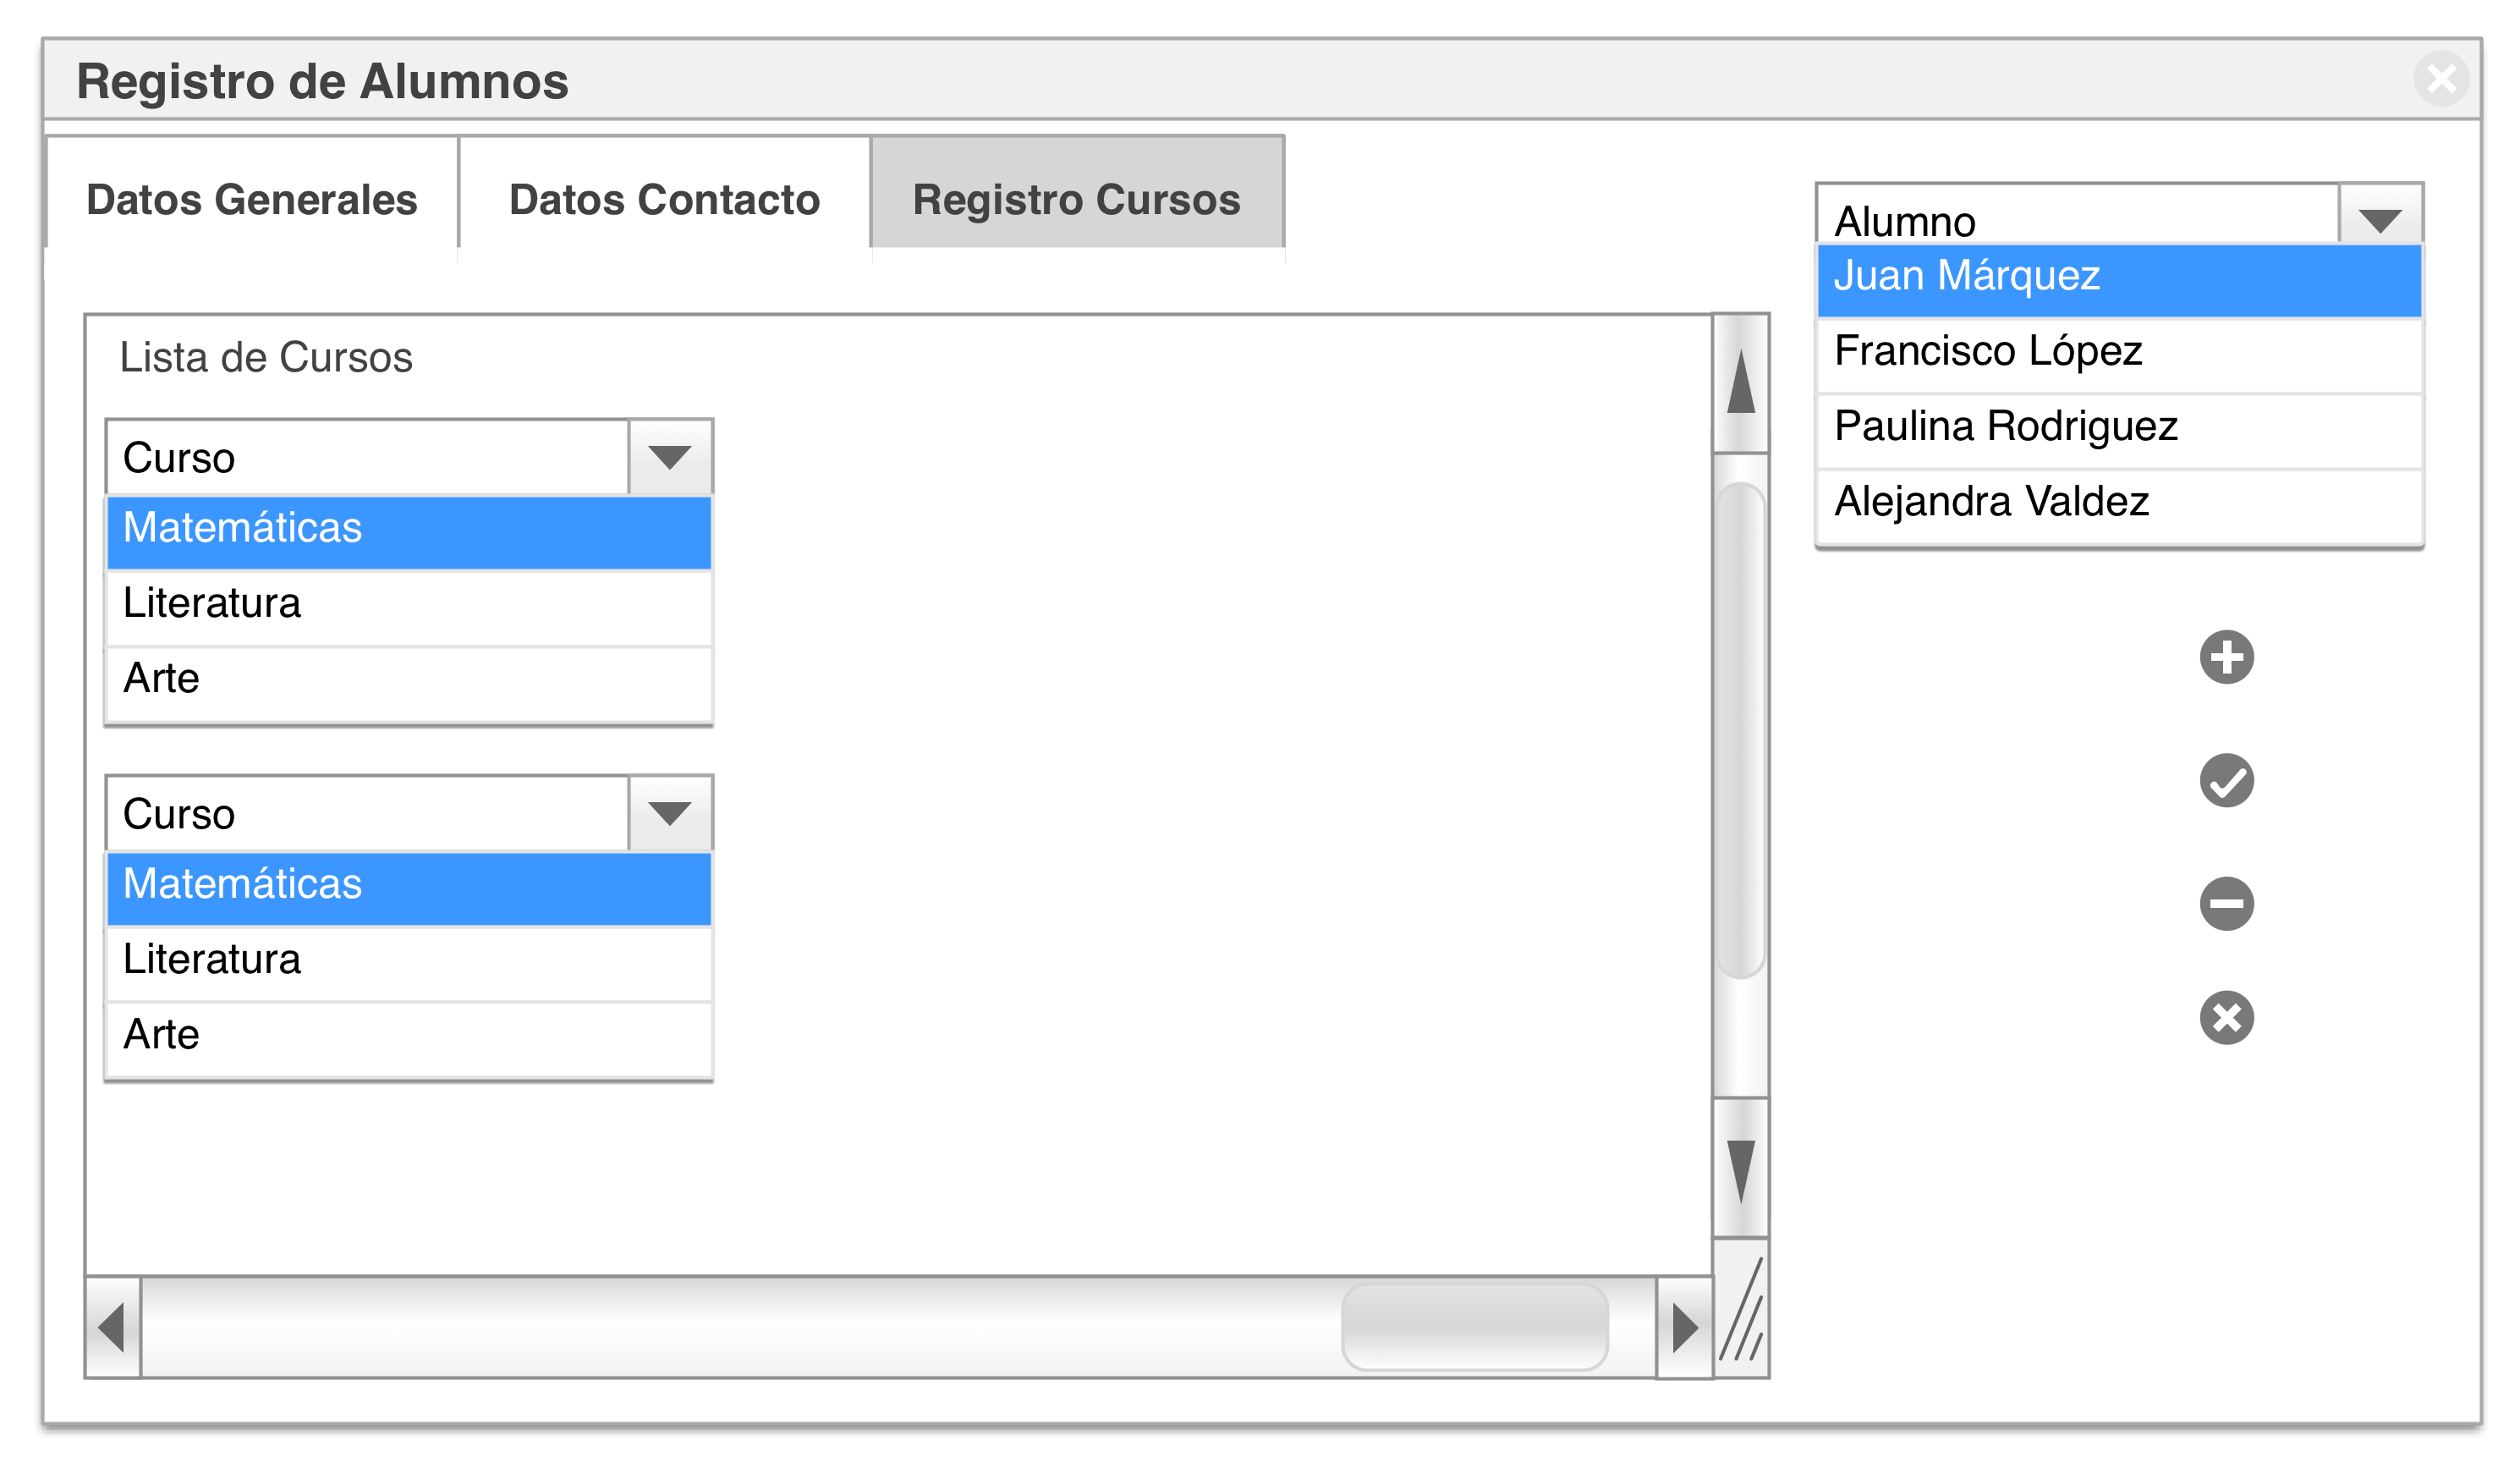 Registro de Alumnos
Datos Generales
Datos Contacto
Registro Cursos
Alumno
Juan Márquez
Francisco López
Paulina Rodriguez
Alejandra Valdez
Lista de Cursos
Curso
Matemáticas
Literatura
Arte
Curso
Matemáticas
Literatura
Arte